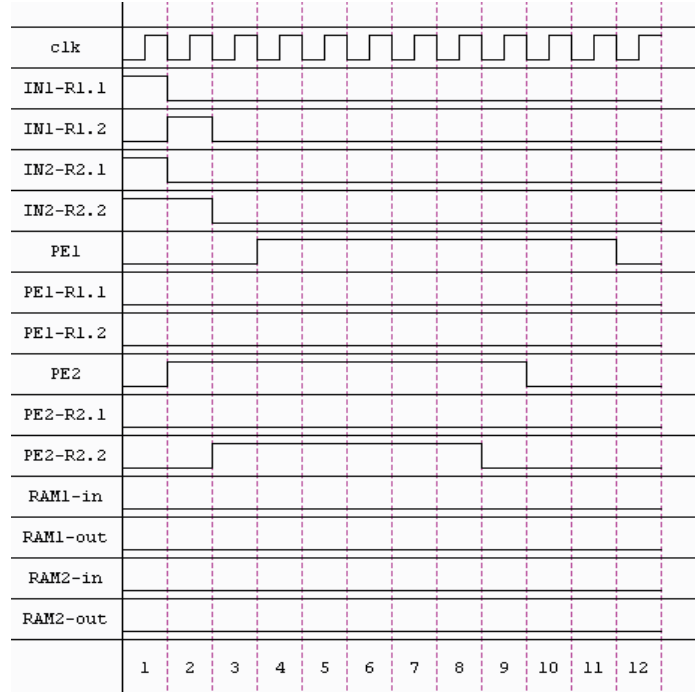 clk
IN1-R1.1
IN1-R1.2
IN2-R2.1
IN2-R2.2
PE1
PE1-R1.1
PE1-R1.2
PE2
PE2-R2.1
PE2-R2.2
RAM1-in
RAM1-out
RAM2-in
RAM2-out
1 2 3 4 5 6 7 8 9 10 11 12